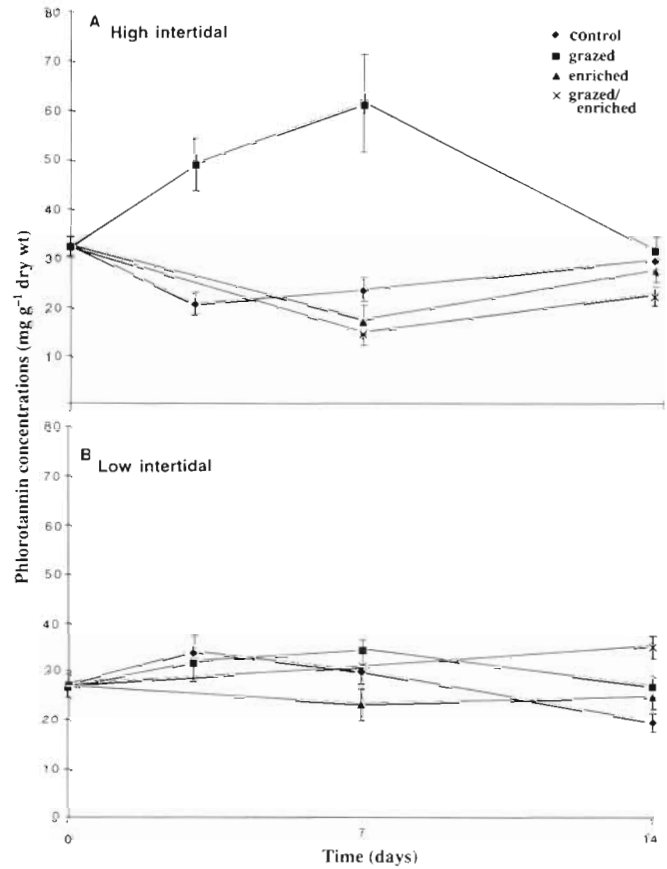 A High intertidal
control
grazed
enriched
grazed/
enriched
80
70
60
50
40
30
20
10
B Low intertidal
80
70
60
50
40
30
20
10
0
0
7
14
Time (days)
Phlorotannin concentrations (mg g⁻¹ dry wt)